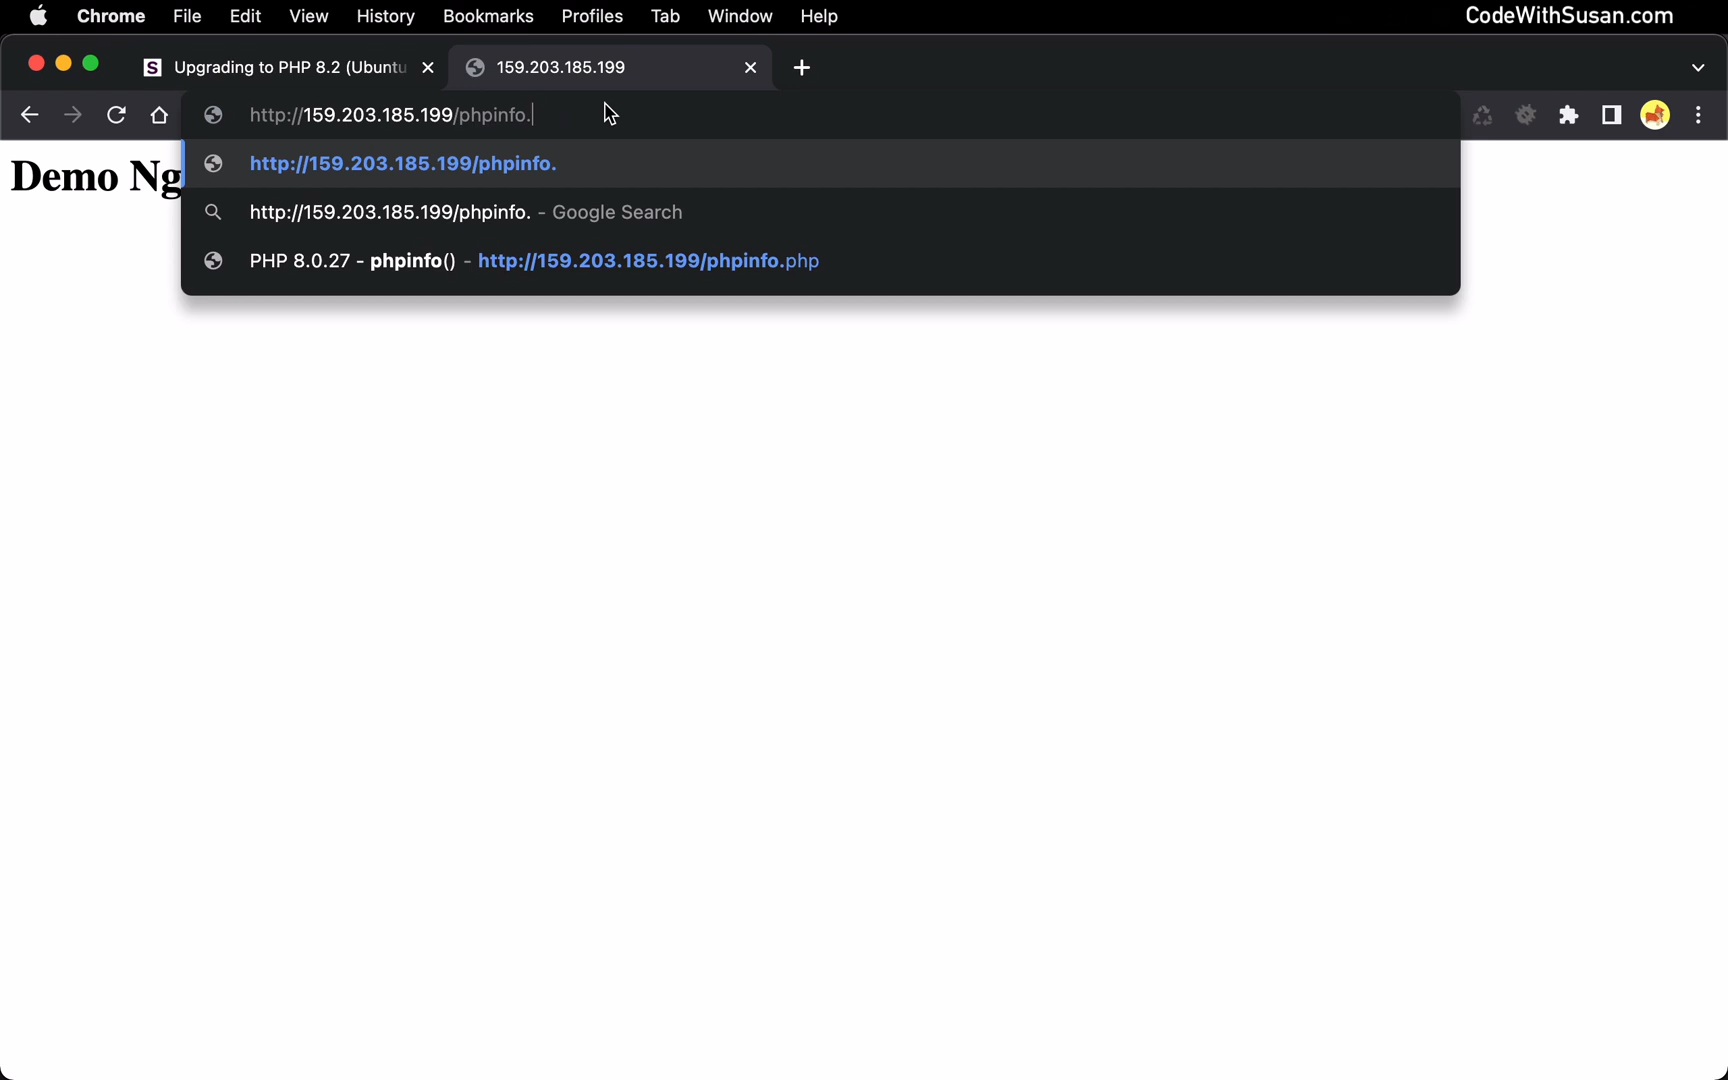 Chrome File Edit View History Bookmarks Profiles Tab Window Help CodeWithSusan.com
S Upgrading to PHP 8.2 (Ubuntu 159.203.185.199
http://159.203.185.199/phpinfo.
Demo Ng
http://159.203.185.199/phpinfo.
http://159.203.185.199/phpinfo. - Google Search
PHP 8.0.27 - phpinfo() - http://159.203.185.199/phpinfo.php